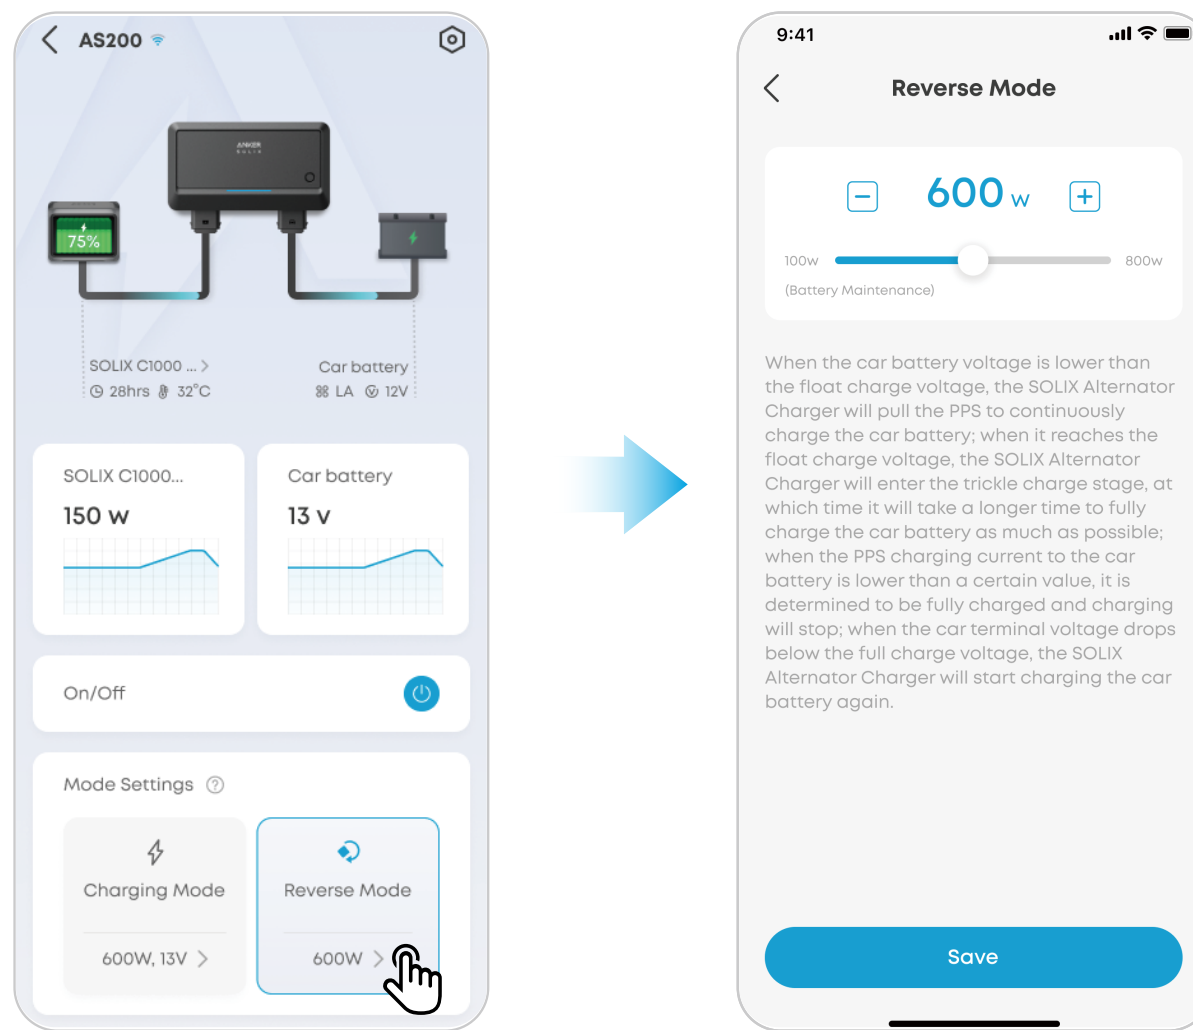 AS200
ANKER
SOLIX
75%
SOLIX C1000 ... >
28hrs 32°C
Car battery
LA 12V
SOLIX C1000...
150 W
Car battery
13 V
On/Off
Mode Settings ?
Charging Mode
600W, 13V >
Reverse Mode
600W >
9:41
Reverse Mode
600 W
100W
800W
(Battery Maintenance)
When the car battery voltage is lower than
the float charge voltage, the SOLIX Alternator
Charger will pull the PPS to continuously
charge the car battery; when it reaches the
float charge voltage, the SOLIX Alternator
Charger will enter the trickle charge stage, at
which time it will take a longer time to fully
charge the car battery as much as possible;
when the PPS charging current to the car
battery is lower than a certain value, it is
determined to be fully charged and charging
will stop; when the car terminal voltage drops
below the full charge voltage, the SOLIX
Alternator Charger will start charging the car
battery again.
Save